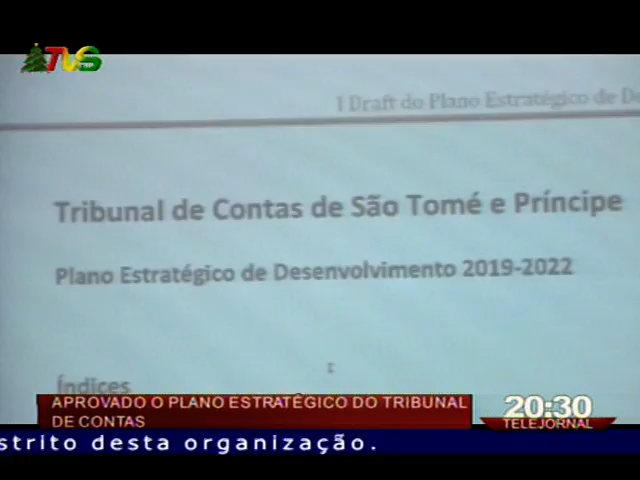 TVS
I Draft do Plano Estratégico de De
Tribunal de Contas de São Tomé e Príncipe
Plano Estratégico de Desenvolvimento 2019-2022
Índices
APROVADO O PLANO ESTRATÉGICO DO TRIBUNAL
DE CONTAS
20:30
TELEJORNAL
strito desta organização.